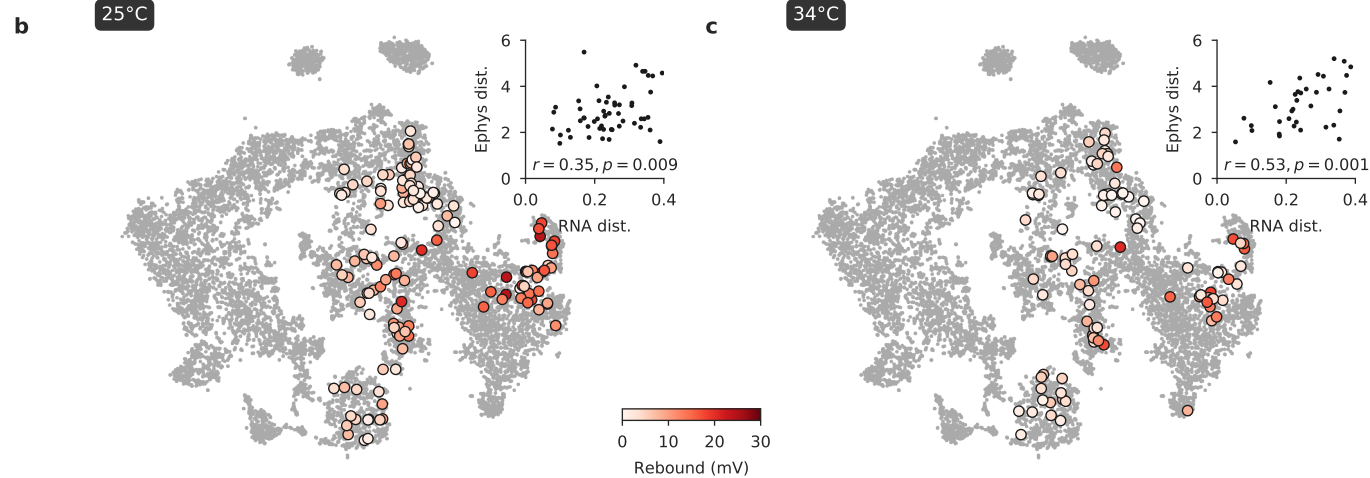 b
25°C
6
4
2
0
Ephys dist.
r = 0.35, p = 0.009
0.0
0.2
0.4
RNA dist.
0
10
20
30
Rebound (mV)
c
34°C
6
4
2
0
Ephys dist.
r = 0.53, p = 0.001
0.0
0.2
0.4
RNA dist.